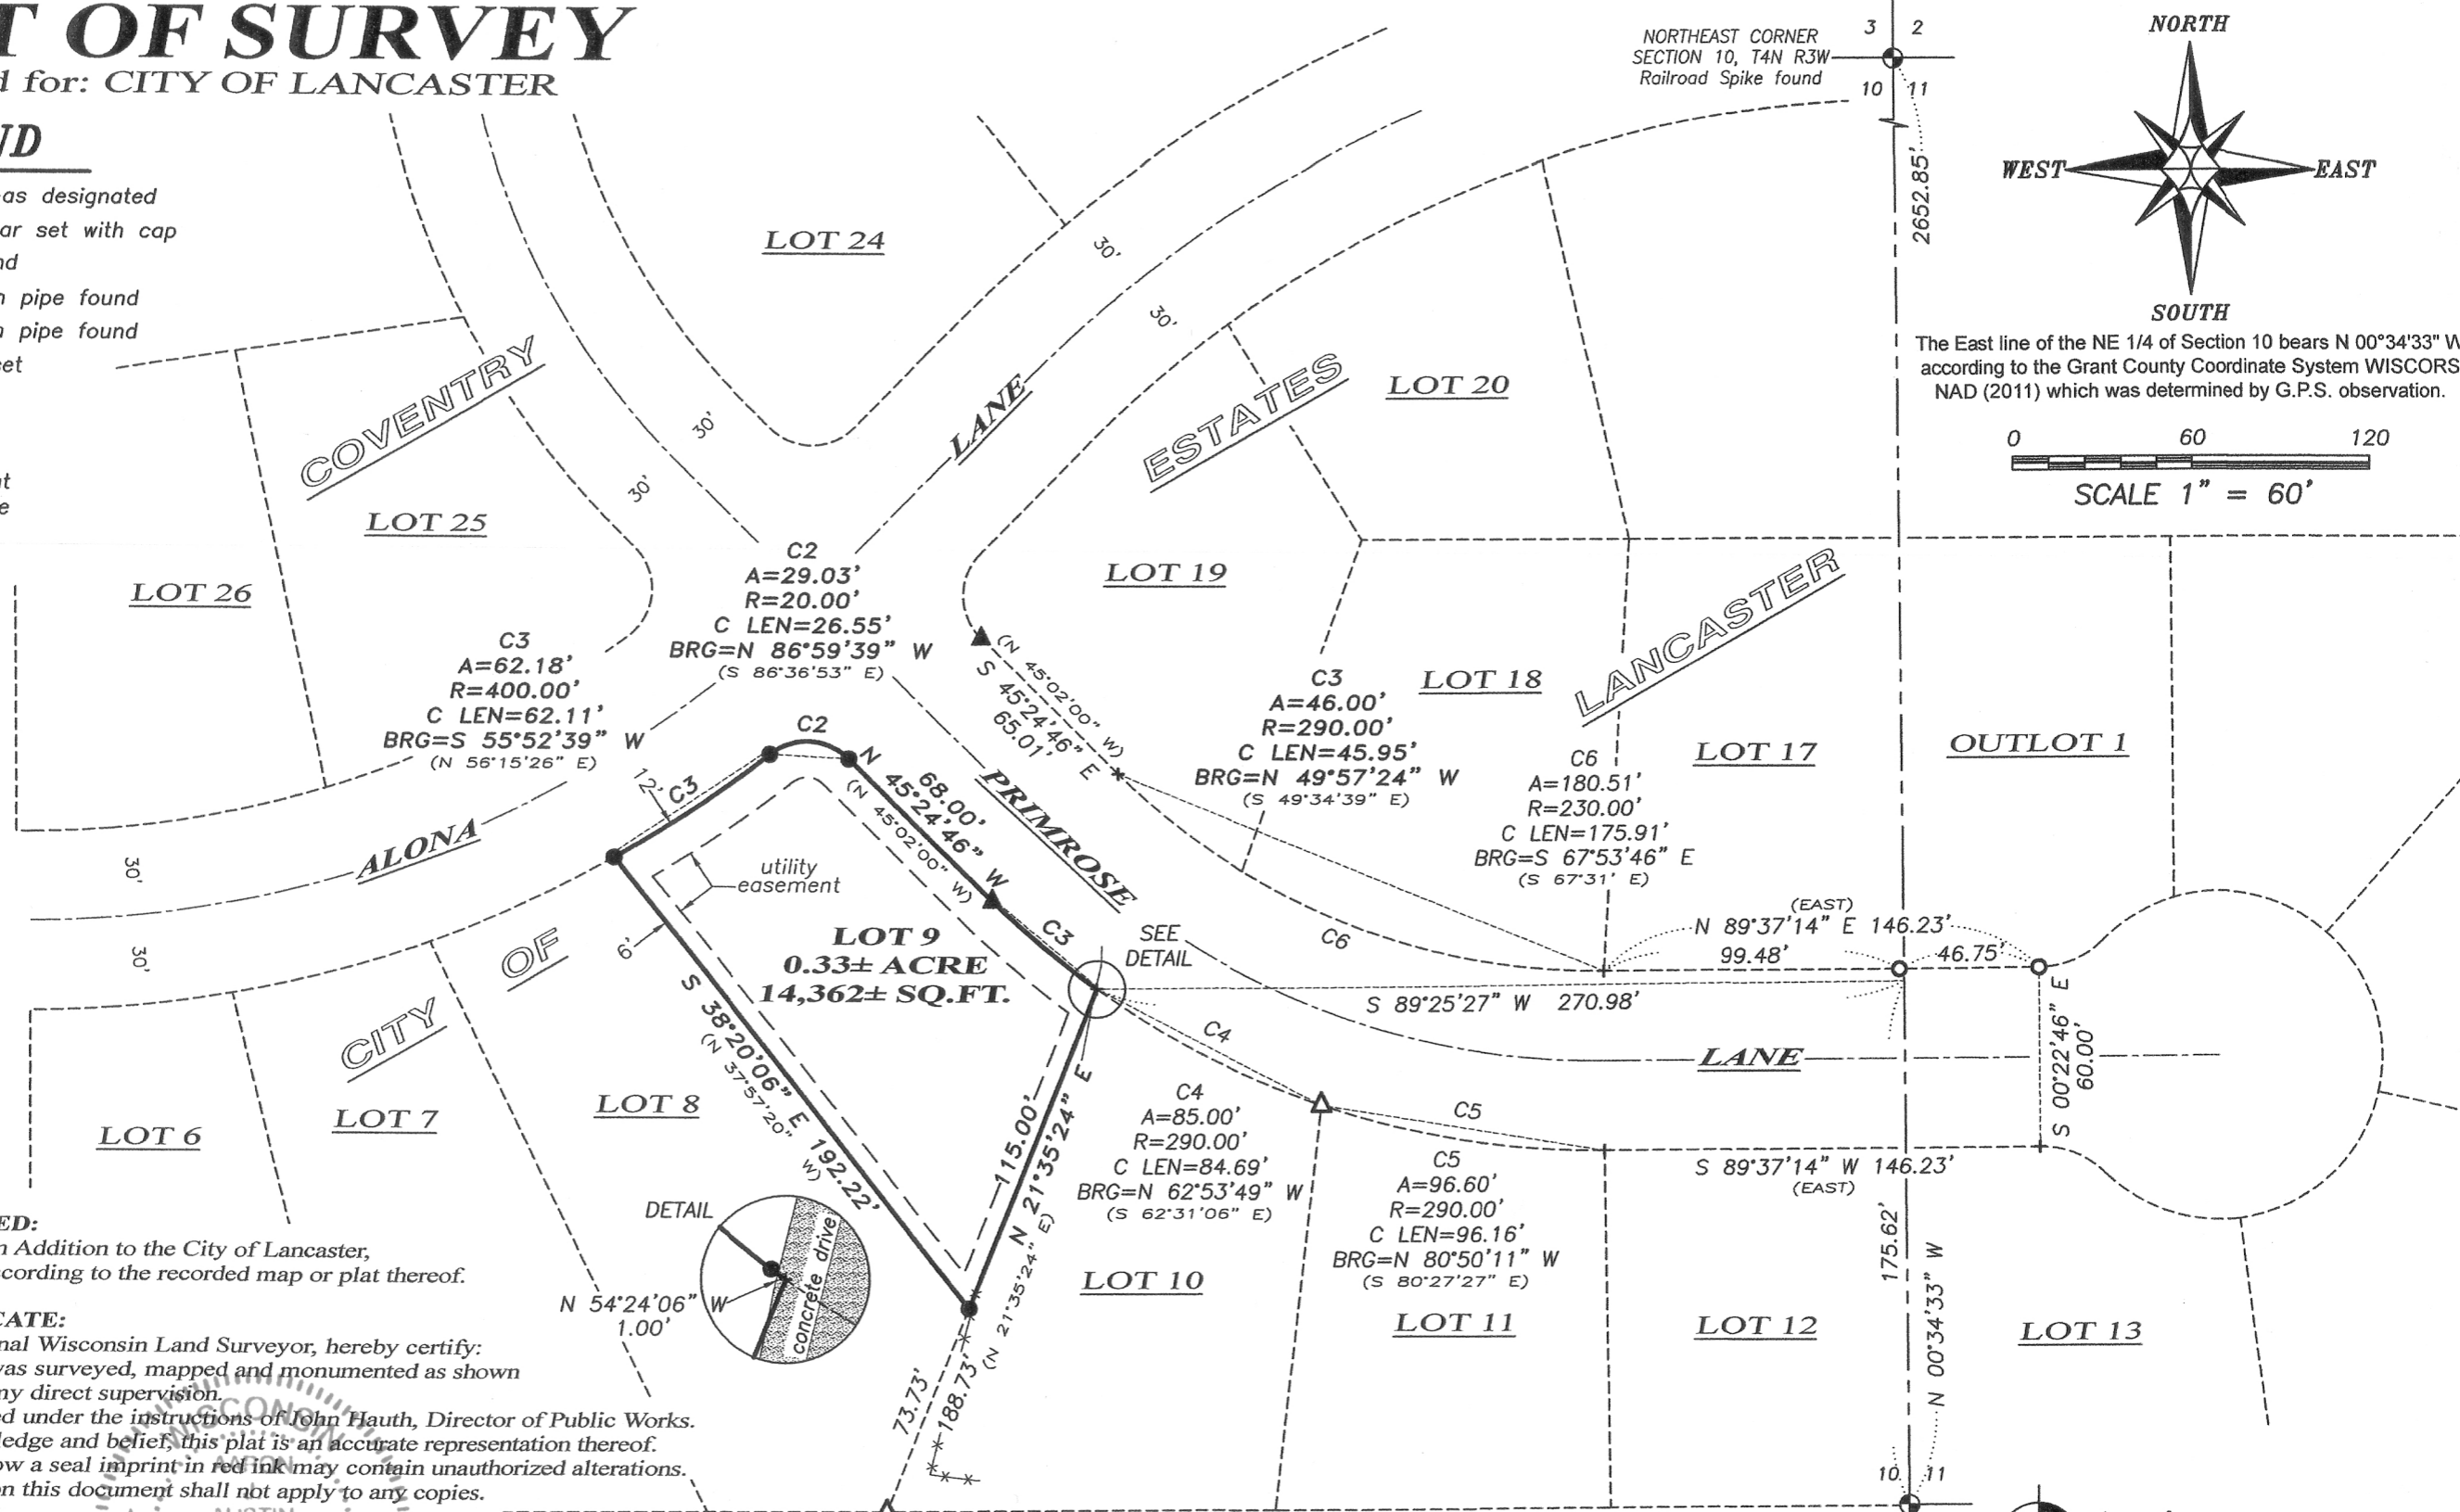 T OF SURVEY
d for: CITY OF LANCASTER
ND
as designated
ar set with cap
nd
n pipe found
n pipe found
set
nt
e
NORTHEAST CORNER
SECTION 10, T4N R3W
Railroad Spike found
3 2
10 11
2652.85'
NORTH
WEST EAST
SOUTH
The East line of the NE 1/4 of Section 10 bears N 00°34'33" W
according to the Grant County Coordinate System WISCORS
NAD (2011) which was determined by G.P.S. observation.
0 60 120
SCALE 1" = 60'
LOT 24
30'
30'
LANE
COVENTRY
30'
30'
ESTATES
LOT 20
LOT 25
LOT 26
LOT 19
LANCASTER
C2
A=29.03'
R=20.00'
C LEN=26.55'
BRG=N 86°59'39" W
(S 86°36'53" E)
C3
A=62.18'
R=400.00'
C LEN=62.11'
BRG=S 55°52'39" W
(N 56°15'26" E)
(N 45°02'00" W)
S 45°24'46" E
65.01'
C3
A=46.00'
R=290.00'
C LEN=45.95'
BRG=N 49°57'24" W
(S 49°34'39" E)
LOT 18
LOT 17
OUTLOT 1
C6
A=180.51'
R=230.00'
C LEN=175.91'
BRG=S 67°53'46" E
(S 67°31' E)
C2
12'
C3
N 45°24'46" W
68.00'
(N 45°02'00" W)
PRIMROSE
ALONA
30'
30'
utility
easement
6'
LOT 9
0.33± ACRE
14,362± SQ.FT.
C3
SEE
DETAIL
C6
(EAST)
N 89°37'14" E 146.23'
99.48' 46.75'
S 89°25'27" W 270.98'
C4
LANE
S 00°22'46" E
60.00'
CITY OF
S 38°20'06" E 192.22'
(N 37°57'20" W)
115.00'
N 21°35'24" E
(N 21°35'24" E)
LOT 6
LOT 7
LOT 8
C4
A=85.00'
R=290.00'
C LEN=84.69'
BRG=N 62°53'49" W
(S 62°31'06" E)
C5
C5
A=96.60'
R=290.00'
C LEN=96.16'
BRG=N 80°50'11" W
(S 80°27'27" E)
S 89°37'14" W 146.23'
(EAST)
175.62'
N 00°34'33" W
DETAIL
concrete drive
N 54°24'06" W
1.00'
LOT 10
LOT 11
LOT 12
LOT 13
73.73'
188.73'
10 11
ED:
n Addition to the City of Lancaster,
cording to the recorded map or plat thereof.
CATE:
nal Wisconsin Land Surveyor, hereby certify:
was surveyed, mapped and monumented as shown
my direct supervision.
ed under the instructions of John Hauth, Director of Public Works.
ledge and belief, this plat is an accurate representation thereof.
ow a seal imprint in red ink may contain unauthorized alterations.
on this document shall not apply to any copies.
WISCONSIN
AARON
AUSTIN